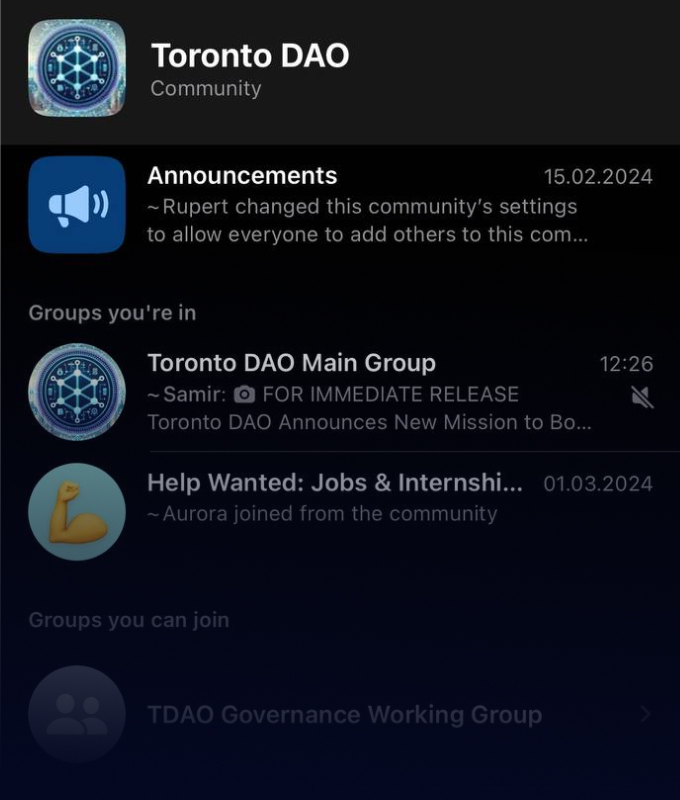 Toronto DAO
Community
Announcements 15.02.2024
~ Rupert changed this community’s settings
to allow everyone to add others to this com...
Groups you're in
Toronto DAO Main Group 12:26
~ Samir: 📷 FOR IMMEDIATE RELEASE
Toronto DAO Announces New Mission to Bo...
Help Wanted: Jobs & Internshi... 01.03.2024
~ Aurora joined from the community
Groups you can join
TDAO Governance Working Group